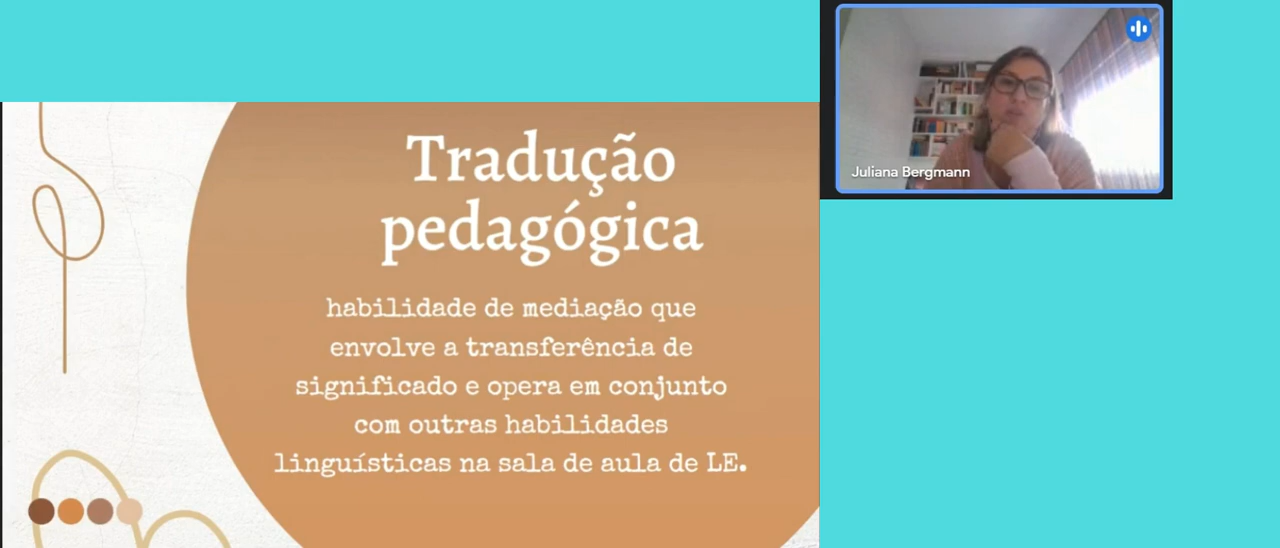 Tradução
pedagógica
habilidade de mediação que
envolve a transferência de
significado e opera em conjunto
com outras habilidades
linguísticas na sala de aula de LE.
Juliana Bergmann